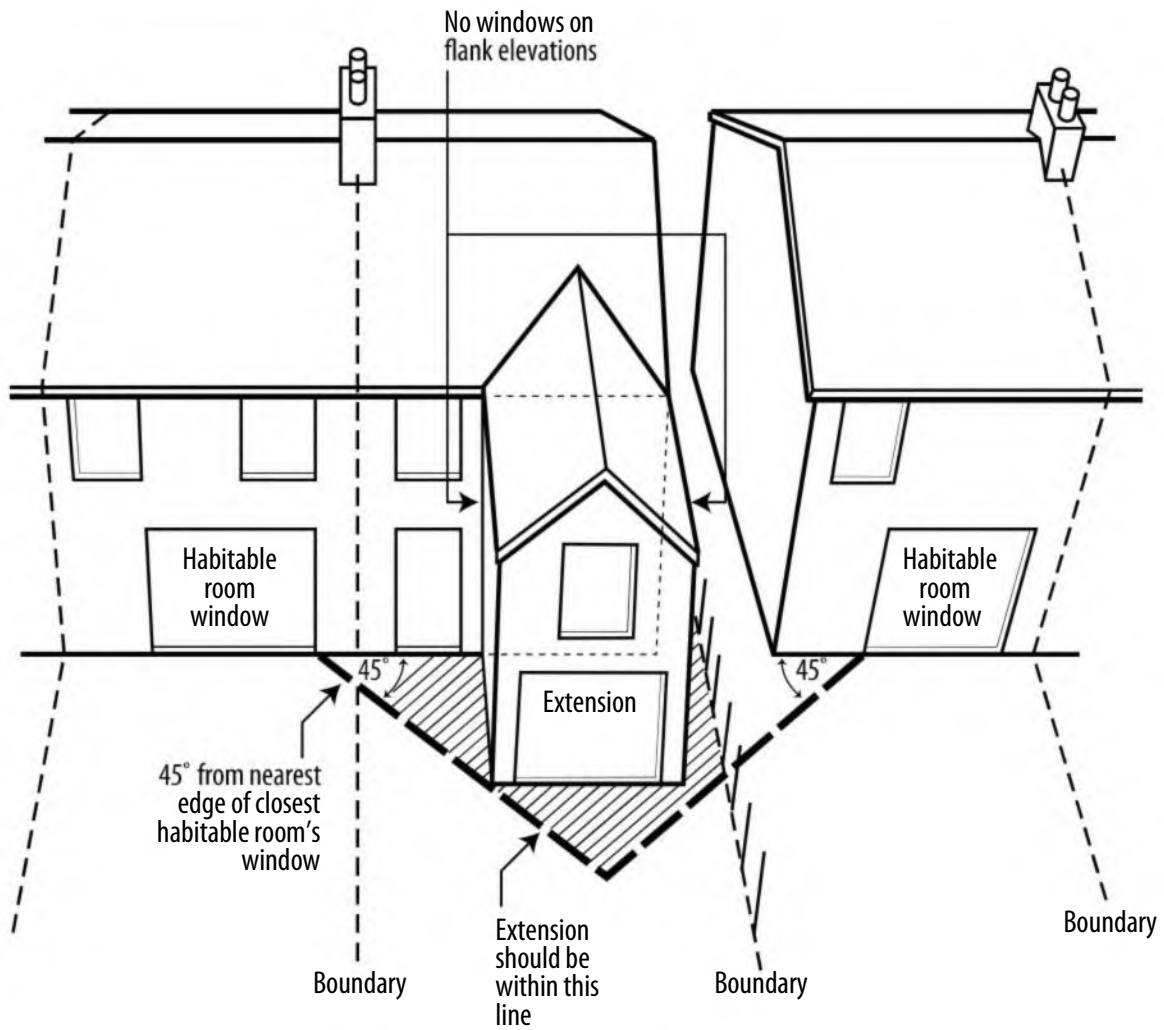 No windows on
flank elevations
Habitable
room
window
Habitable
room
window
45°
45°
Extension
45° from nearest
edge of closest
habitable room's
window
Extension
should be
within this
line
Boundary
Boundary
Boundary